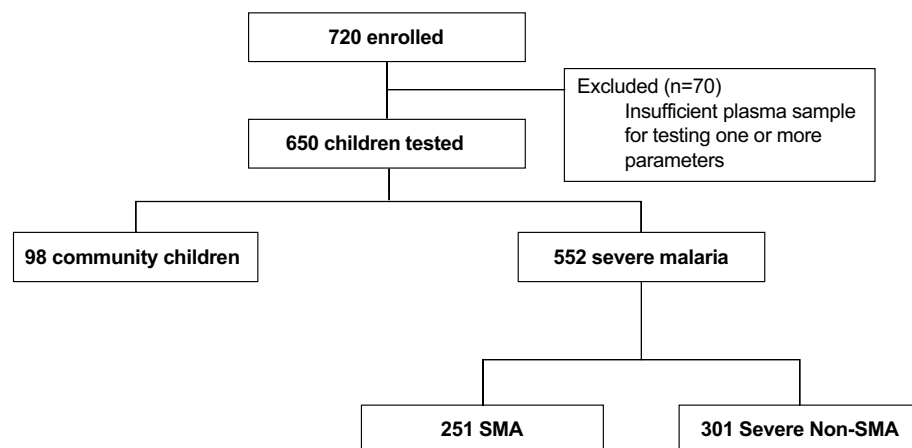 720 enrolled
Excluded (n=70)
Insufficient plasma sample
for testing one or more
parameters
650 children tested
98 community children
552 severe malaria
251 SMA
301 Severe Non-SMA